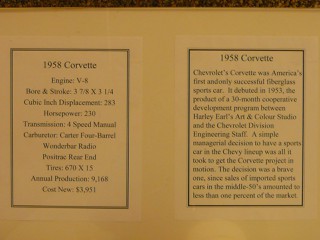 1958 Corvette
Engine: V-8
Bore & Stroke: 3 7/8 X 3 1/4
Cubic Inch Displacement: 283
Horsepower: 230
Transmission: 4 Speed Manual
Carburetor: Carter Four-Barrel
Wonderbar Radio
Positrac Rear End
Tires: 670 X 15
Annual Production: 9,168
Cost New: $3,951
1958 Corvette
Chevrolet's Corvette was America's
first andonly successful fiberglass
sports car. It debuted in 1953, the
product of a 30-month cooperative
development program between
Harley Earl's Art & Colour Studio
and the Chevrolet Division
Engineering Staff. A simple
managerial decision to have a sports
car in the Chevy lineup was all it
took to get the Corvette project in
motion. The decision was a brave
one, since sales of imported sports
cars in the middle-50's amounted to
less than one percent of the market.